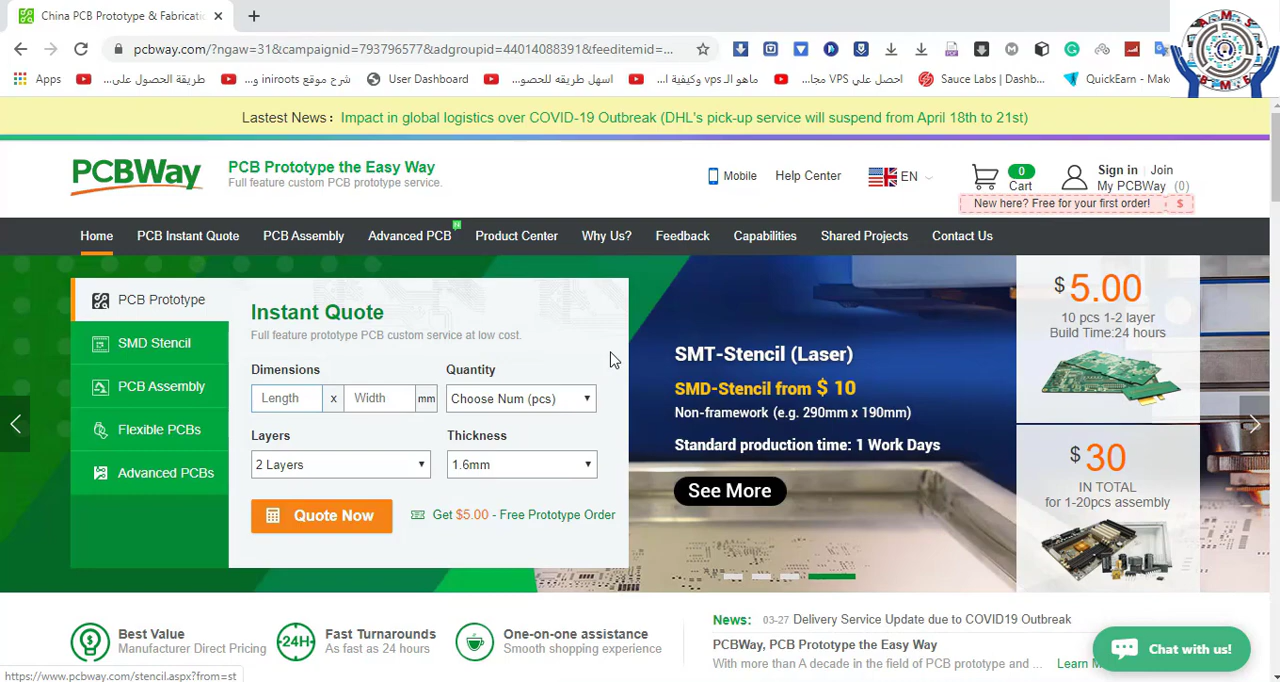 China PCB Prototype & Fabricatio
pcbway.com/?ngaw=31&campaignid=793796577&adgroupid=44014088391&feeditemid=...
Apps
طريقة الحصول على...
شرح موقع iniroots و...
User Dashboard
اسهل طريقه للحصو...
ماهو الـ vps وكيفية ا...
احصل علي VPS مجا...
Sauce Labs | Dashb...
QuickEarn - Make
AMS
BME
Lastest News : Impact in global logistics over COVID-19 Outbreak (DHL's pick-up service will suspend from April 18th to 21st)
PCBWay
PCB Prototype the Easy Way
Full feature custom PCB prototype service.
Mobile
Help Center
EN
0
Cart
Sign in | Join
My PCBWay (0)
New here? Free for your first order! $
Home
PCB Instant Quote
PCB Assembly
Advanced PCB
Product Center
Why Us?
Feedback
Capabilities
Shared Projects
Contact Us
PCB Prototype
SMD Stencil
PCB Assembly
Flexible PCBs
Advanced PCBs
Instant Quote
Full feature prototype PCB custom service at low cost.
Dimensions
Quantity
Length x Width mm
Choose Num (pcs)
Layers
Thickness
2 Layers
1.6mm
Quote Now
Get $5.00 - Free Prototype Order
SMT-Stencil (Laser)
SMD-Stencil from $ 10
Non-framework (e.g. 290mm x 190mm)
Standard production time: 1 Work Days
See More
$ 5.00
10 pcs 1-2 layer
Build Time:24 hours
$ 30
IN TOTAL
for 1-20pcs assembly
Best Value
Manufacturer Direct Pricing
24H
Fast Turnarounds
As fast as 24 hours
One-on-one assistance
Smooth shopping experience
News: 03-27 Delivery Service Update due to COVID19 Outbreak
PCBWay, PCB Prototype the Easy Way
With more than A decade in the field of PCB prototype and ... Learn M
Chat with us!
https://www.pcbway.com/stencil.aspx?from=st